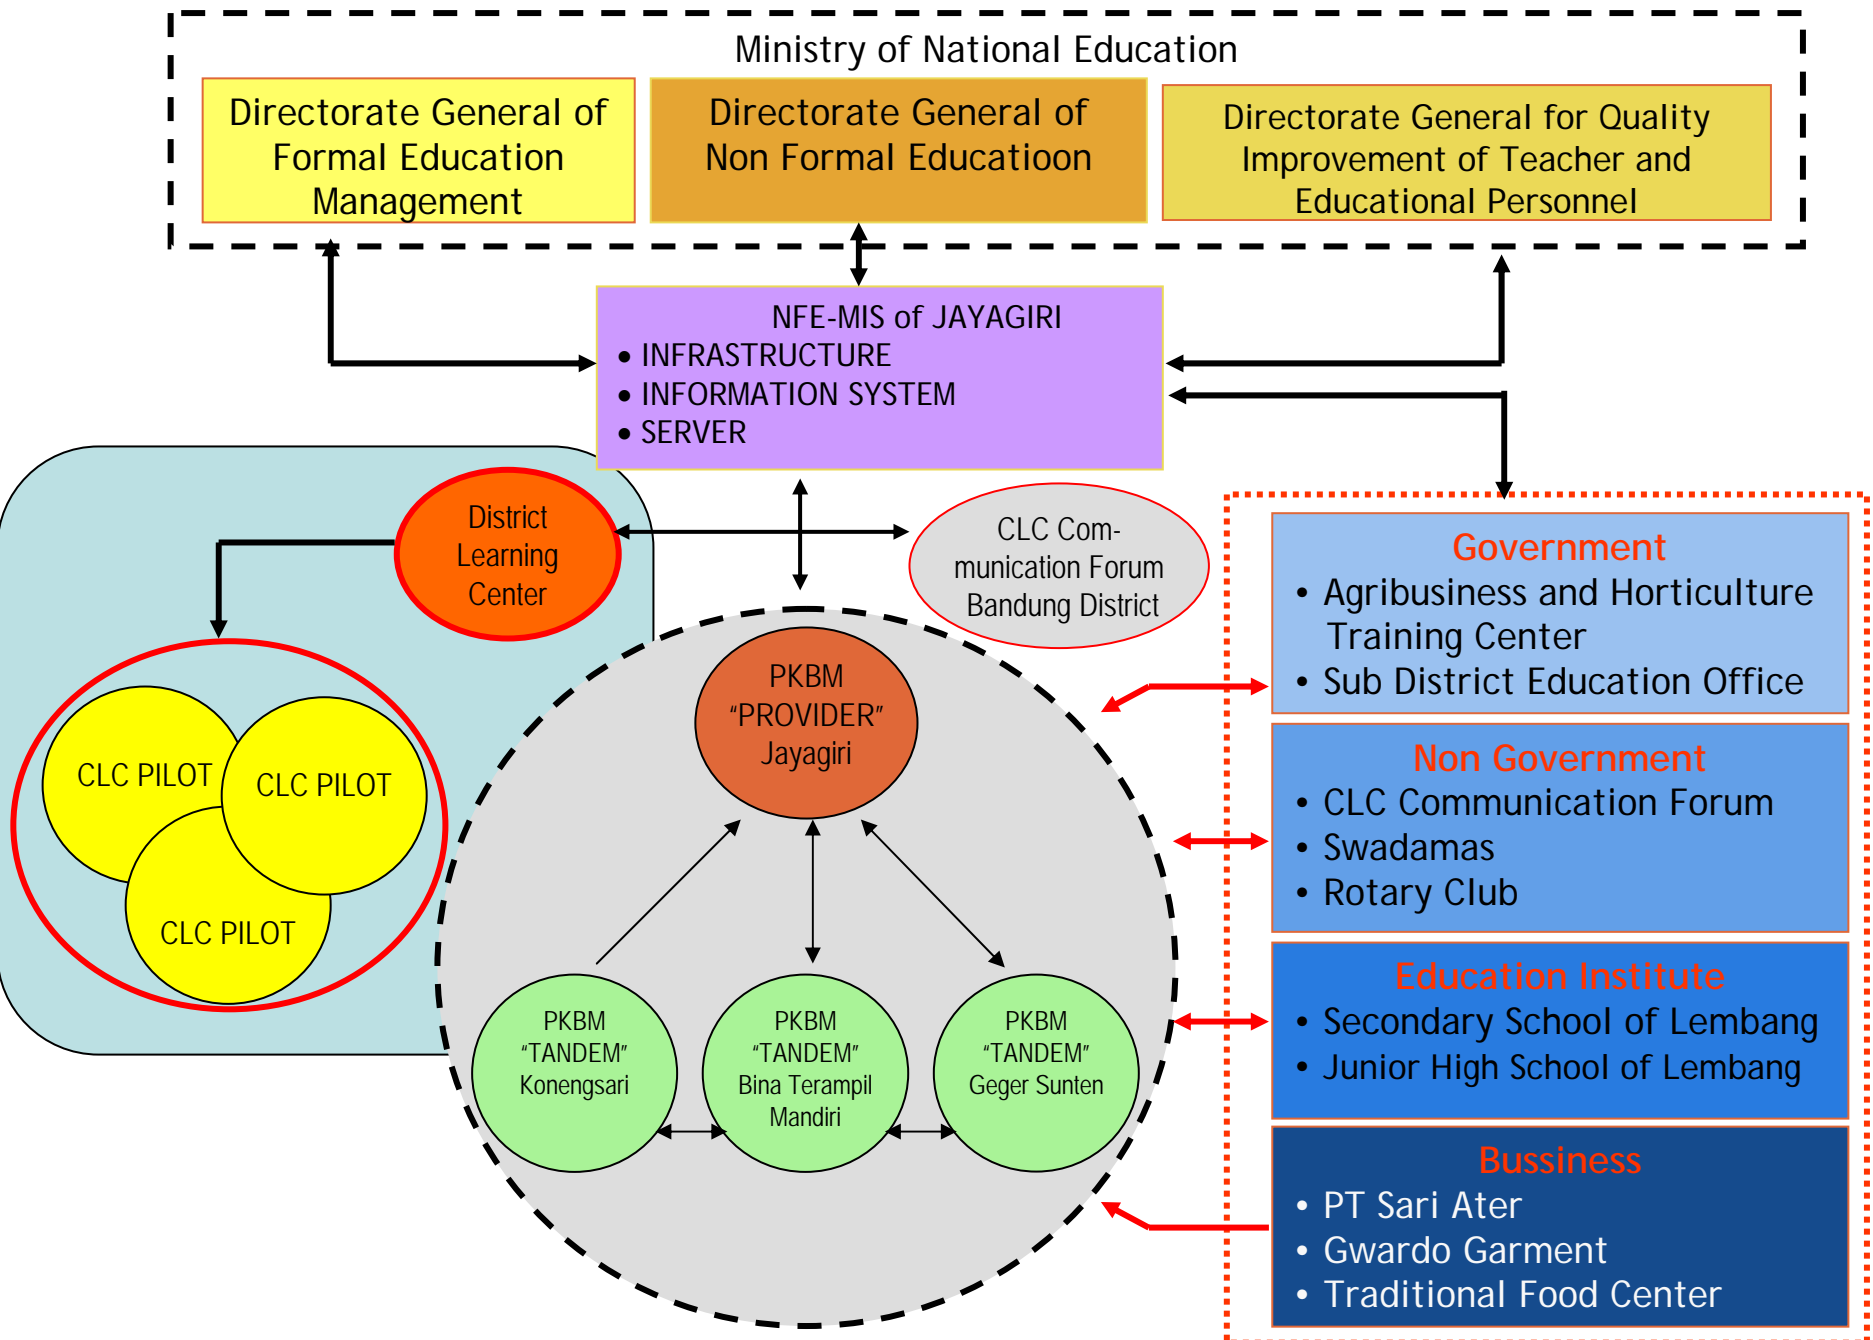 Ministry of National Education
Directorate General of
Formal Education
Management
Directorate General of
Non Formal Educatioon
Directorate General for Quality
Improvement of Teacher and
Educational Personnel
NFE-MIS of JAYAGIRI
• INFRASTRUCTURE
• INFORMATION SYSTEM
• SERVER
District
Learning
Center
CLC Com-
munication Forum
Bandung District
CLC PILOT
CLC PILOT
CLC PILOT
PKBM
“PROVIDER”
Jayagiri
PKBM
“TANDEM”
Konengsari
PKBM
“TANDEM”
Bina Terampil
Mandiri
PKBM
“TANDEM”
Geger Sunten
Government
• Agribusiness and Horticulture
Training Center
• Sub District Education Office
Non Government
• CLC Communication Forum
• Swadamas
• Rotary Club
Education Institute
• Secondary School of Lembang
• Junior High School of Lembang
Bussiness
• PT Sari Ater
• Gwardo Garment
• Traditional Food Center